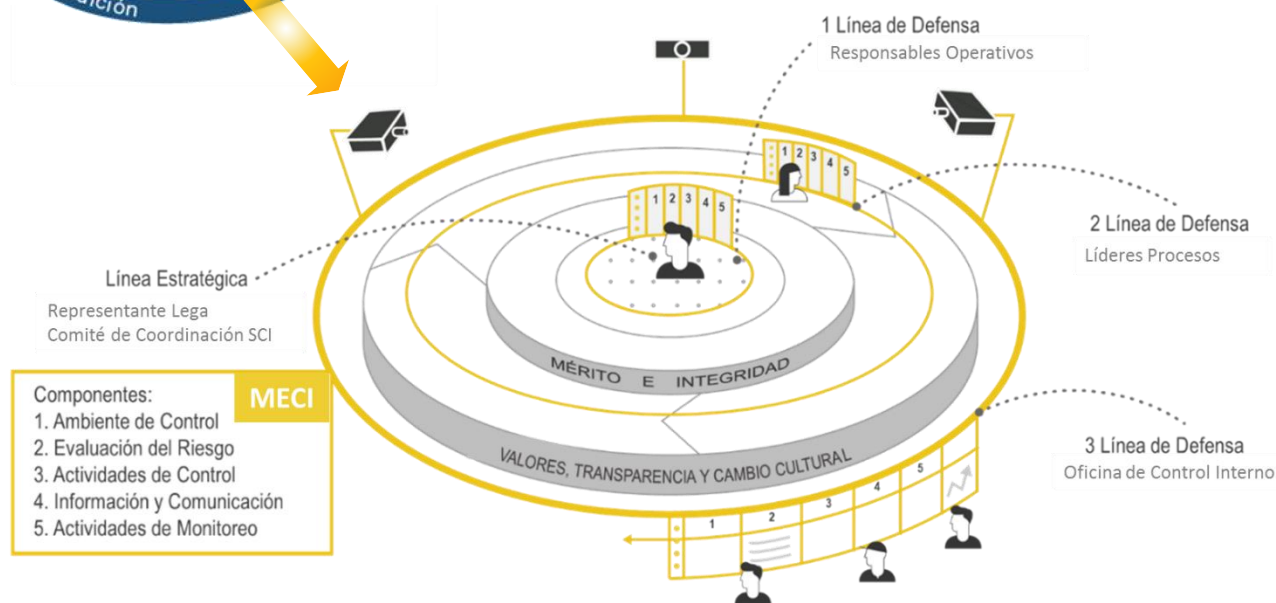 1 Línea de Defensa
Responsables Operativos
1 2 3 4 5
1 2 3 4 5
2 Línea de Defensa
Líderes Procesos
Línea Estratégica
Representante Lega
Comité de Coordinación SCI
MÉRITO E INTEGRIDAD
VALORES, TRANSPARENCIA Y CAMBIO CULTURAL
MECI
Componentes:
1. Ambiente de Control
2. Evaluación del Riesgo
3. Actividades de Control
4. Información y Comunicación
5. Actividades de Monitoreo
3 Línea de Defensa
Oficina de Control Interno
1 2 3 4 5